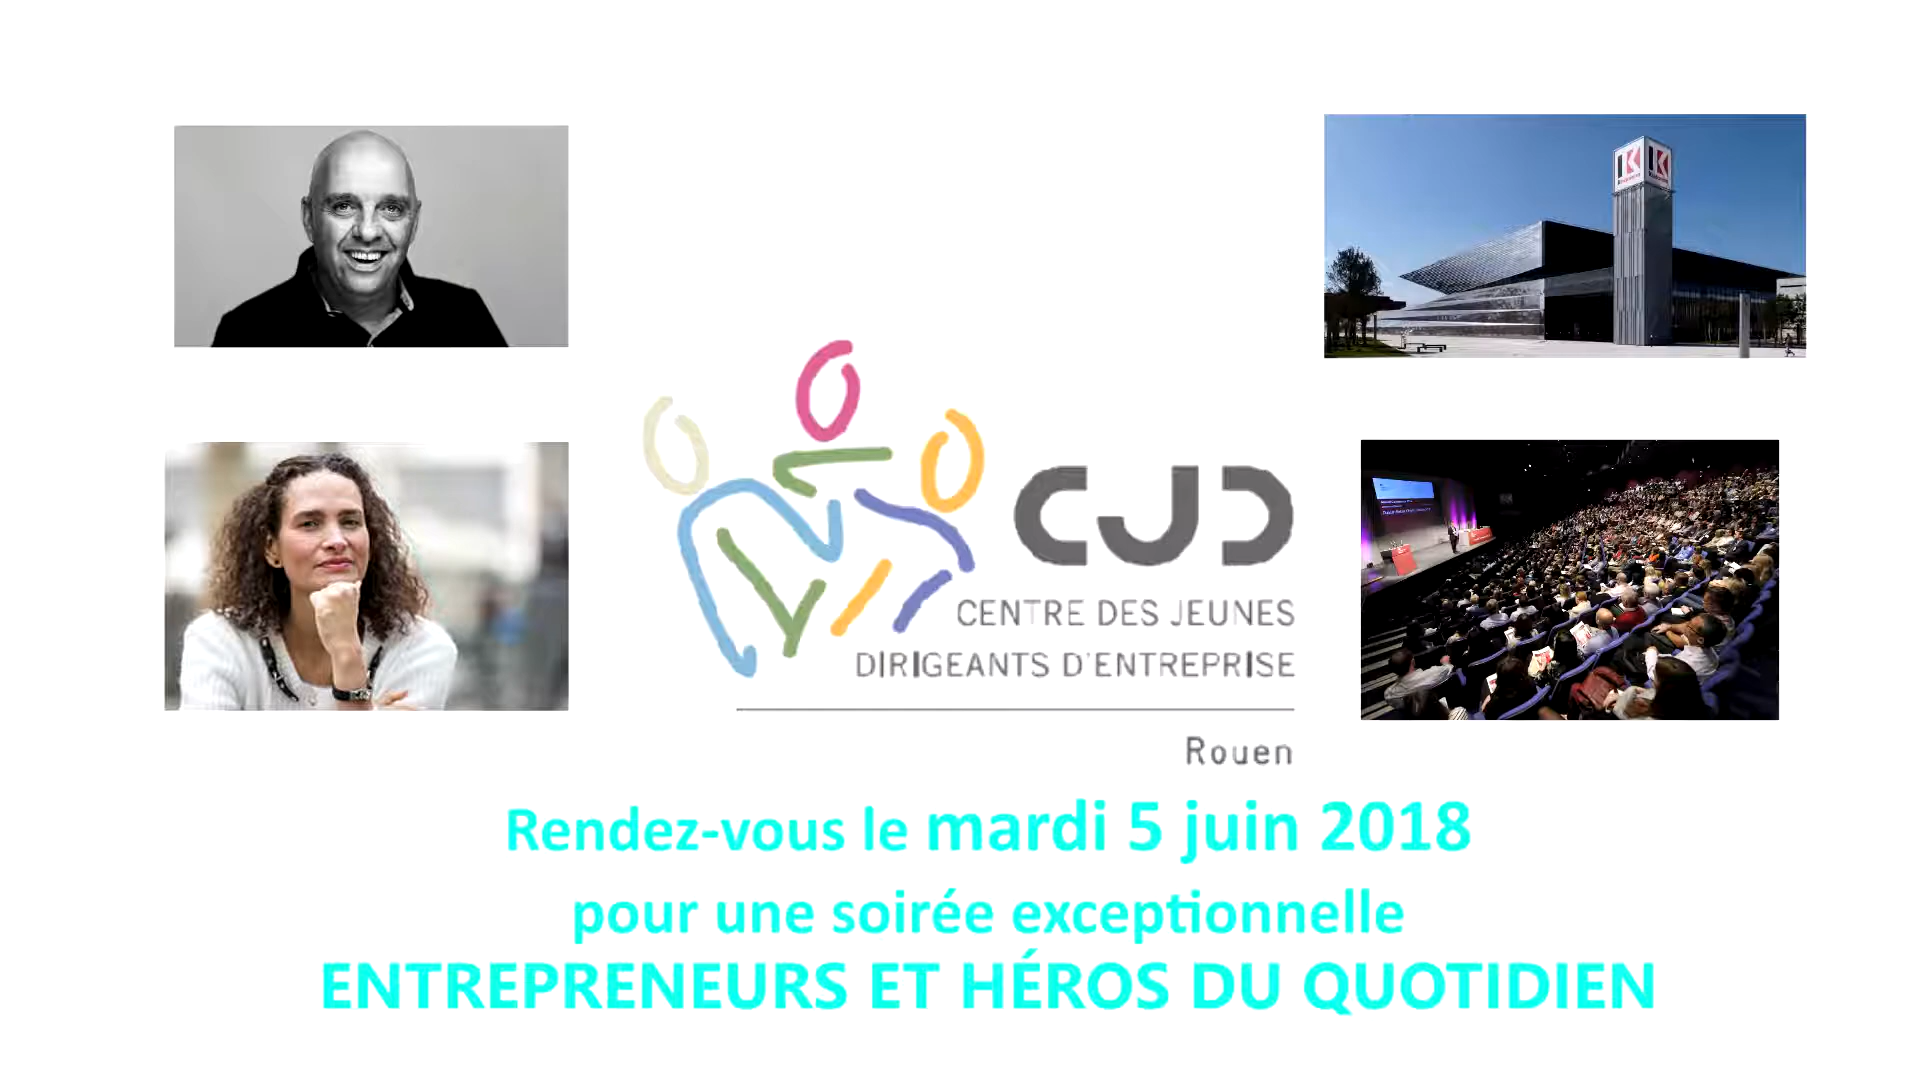 CJD
CENTRE DES JEUNES
DIRIGEANTS D'ENTREPRISE
Rouen
Rendez-vous le mardi 5 juin 2018
pour une soirée exceptionnelle
ENTREPRENEURS ET HÉROS DU QUOTIDIEN